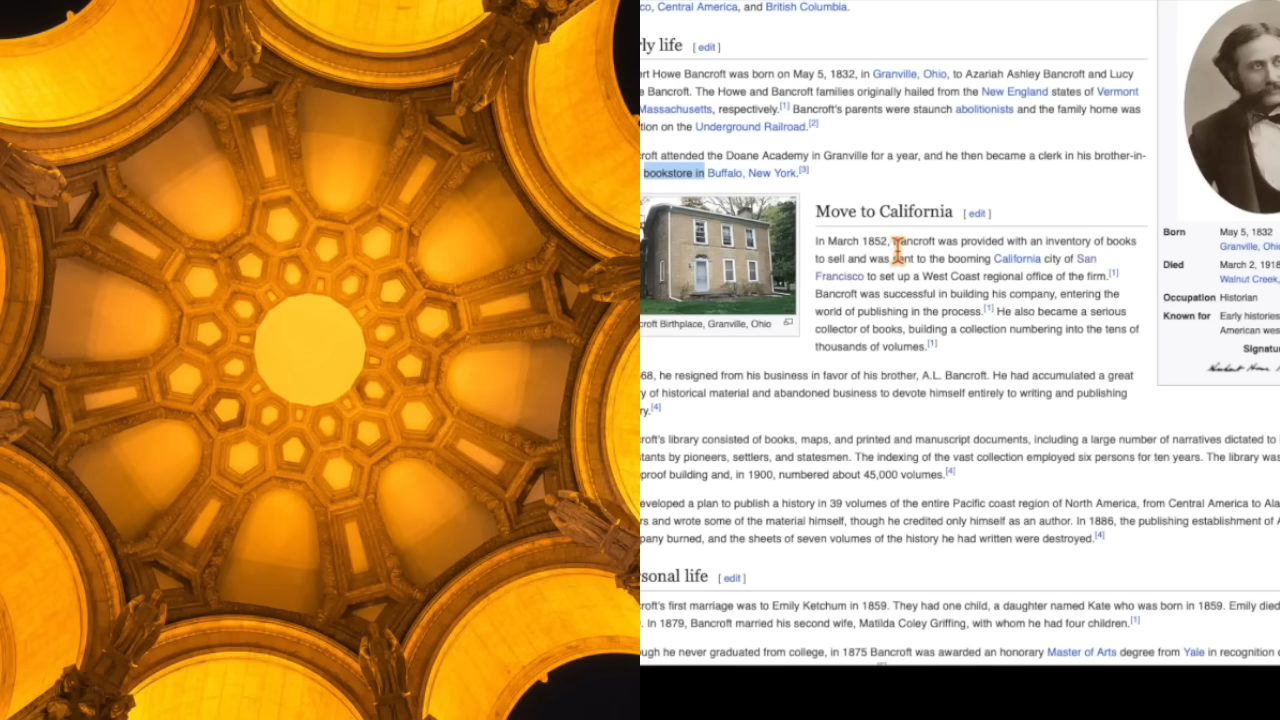 co, Central America, and British Columbia.
ly life [ edit ]
rt Howe Bancroft was born on May 5, 1832, in Granville, Ohio, to Azariah Ashley Bancroft and Lucy
e Bancroft. The Howe and Bancroft families originally hailed from the New England states of Vermont
Massachusetts, respectively.[1] Bancroft's parents were staunch abolitionists and the family home was
tion on the Underground Railroad.[2]
croft attended the Doane Academy in Granville for a year, and he then became a clerk in his brother-in-
bookstore in Buffalo, New York.[3]
croft Birthplace, Granville, Ohio
Move to California [ edit ]
In March 1852, Bancroft was provided with an inventory of books
to sell and was sent to the booming California city of San
Francisco to set up a West Coast regional office of the firm.[1]
Bancroft was successful in building his company, entering the
world of publishing in the process.[1] He also became a serious
collector of books, building a collection numbering into the tens of
thousands of volumes.[1]
68, he resigned from his business in favor of his brother, A.L. Bancroft. He had accumulated a great
y of historical material and abandoned business to devote himself entirely to writing and publishing
ry.[4]
croft's library consisted of books, maps, and printed and manuscript documents, including a large number of narratives dictated to
tants by pioneers, settlers, and statesmen. The indexing of the vast collection employed six persons for ten years. The library was
proof building and, in 1900, numbered about 45,000 volumes.[4]
eveloped a plan to publish a history in 39 volumes of the entire Pacific coast region of North America, from Central America to Ala
rs and wrote some of the material himself, though he credited only himself as an author. In 1886, the publishing establishment of A
pany burned, and the sheets of seven volumes of the history he had written were destroyed.[4]
sonal life [ edit ]
croft's first marriage was to Emily Ketchum in 1859. They had one child, a daughter named Kate who was born in 1859. Emily died
. In 1879, Bancroft married his second wife, Matilda Coley Griffing, with whom he had four children.[1]
ugh he never graduated from college, in 1875 Bancroft was awarded an honorary Master of Arts degree from Yale in recognition
Born May 5, 1832
Granville, Ohio
Died March 2, 1918
Walnut Creek,
Occupation Historian
Known for Early histories
American wes
Signatu